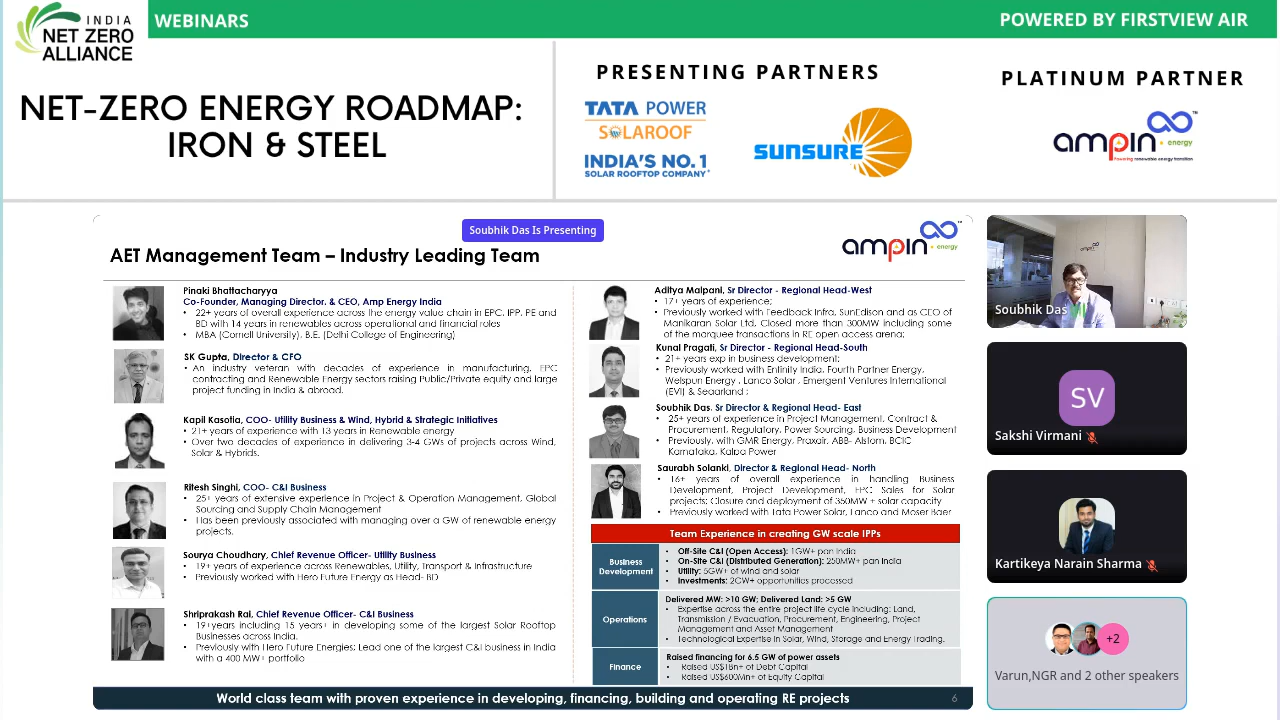 INDIA
NET ZERO
ALLIANCE
WEBINARS
POWERED BY FIRSTVIEW AIR
NET-ZERO ENERGY ROADMAP:
IRON & STEEL
PRESENTING PARTNERS
TATA POWER
SOLAROOF
INDIA'S NO. 1
SOLAR ROOFTOP COMPANY*
SUNSURE
PLATINUM PARTNER
ampin energy
Powering renewable energy transition
Soubhik Das Is Presenting
AET Management Team – Industry Leading Team
ampin energy
Pinaki Bhattacharyya
Co-Founder, Managing Director, & CEO, Amp Energy India
• 22+ years of overall experience across the energy value chain in EPC, IPP, PE and
BD with 14 years in renewables across operational and financial roles
• MBA (Cornell University), B.E. (Delhi College of Engineering)
SK Gupta, Director & CFO
• An industry veteran with decades of experience in manufacturing, EPC
contracting and Renewable Energy sectors raising Public/Private equity and large
project funding in India & abroad.
Kapil Kasotia, COO- Utility Business & Wind, Hybrid & Strategic Initiatives
• 21+ years of experience with 13 years in Renewable energy
• Over two decades of experience in delivering 3-4 GWs of projects across Wind,
Solar & Hybrids.
Ritesh Singhi, COO- C&I Business
• 25+ years of extensive experience in Project & Operation Management, Global
Sourcing and Supply Chain Management
• Has been previously associated with managing over a GW of renewable energy
projects.
Sourya Choudhary, Chief Revenue Officer- Utility Business
• 19+ years of experience across Renewables, Utility, Transport & Infrastructure
• Previously worked with Hero Future Energy as Head- BD
Shriprakash Rai, Chief Revenue Officer- C&I Business
• 19+years including 15 years+ in developing some of the largest Solar Rooftop
Businesses across India.
• Previously with Hero Future Energies: Lead one of the largest C&I business in India
with a 400 MW+ portfolio
Aditya Malpani, Sr Director - Regional Head-West
• 17+ years of experience;
• Previously worked with Feedback Infra, SunEdison and as CEO of
Manikaran Solar Ltd, Closed more than 300MW including some
of the marquee transactions in RE open access arena;
Kunal Pragati, Sr Director - Regional Head-South
• 21+ years exp in business development;
• Previously worked with Enfinity India, Fourth Partner Energy,
Welspun Energy , Lanco Solar , Emergent Ventures International
(EVI) & Segarland ;
Soubhik Das, Sr Director & Regional Head- East
• 25+ years of experience in Project Management, Contract &
Procurement, Regulatory, Power Sourcing, Business Development
• Previously, with GMR Energy, Praxair, ABB- Alstom, BCIC
Karnataka, Kalpa Power
Saurabh Solanki, Director & Regional Head- North
• 16+ years of overall experience in handling Business
Development, Project Development, EPC Sales for Solar
projects; Closure and deployment of 350MW + solar capacity
• Previously worked with Tata Power Solar, Lanco and Moser Baer
Team Experience in creating GW scale IPPs
Business
Development
• Off-Site C&I (Open Access): 1GW+ pan India
• On-Site C&I (Distributed Generation): 250MW+ pan India
• Utility: 5GW+ of wind and solar
• Investments: 2GW+ opportunities processed
Operations
Delivered MW: >10 GW; Delivered Land: >5 GW
• Expertise across the entire project life cycle including: Land,
Transmission / Evacuation, Procurement, Engineering, Project
Management and Asset Management
• Technological Expertise in Solar, Wind, Storage and Energy Trading.
Finance
Raised financing for 6.5 GW of power assets
• Raised US$1Bn+ of Debt Capital
• Raised US$600Mn+ of Equity Capital
World class team with proven experience in developing, financing, building and operating RE projects
6
ampin
Soubhik Das
SV
Sakshi Virmani
Kartikeya Narain Sharma
+2
Varun,NGR and 2 other speakers